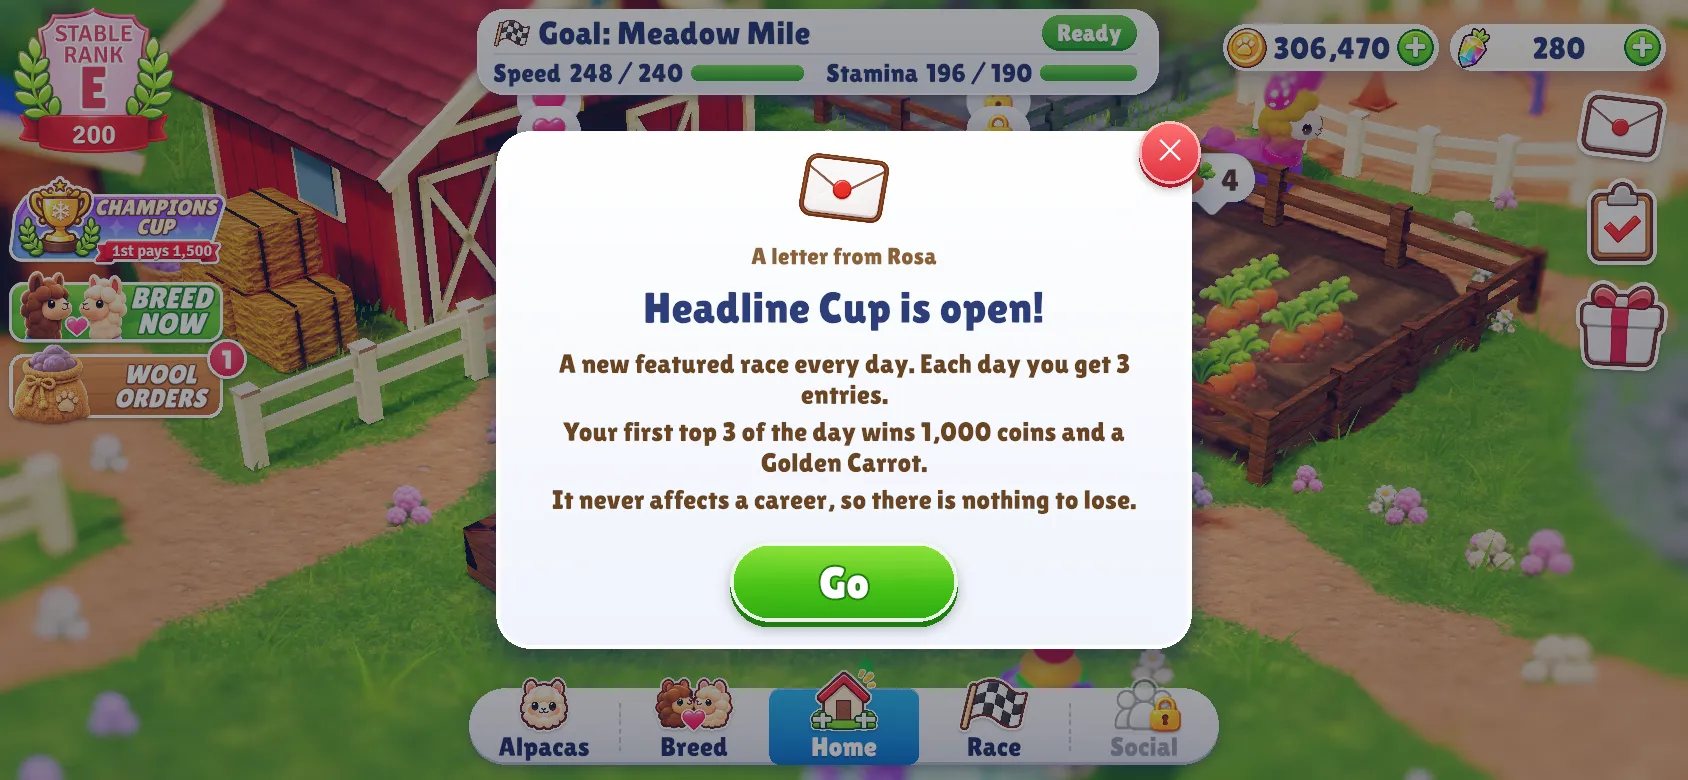 STABLE
RANK
E
200
Goal: Meadow Mile
Ready
Speed 248 / 240
Stamina 196 / 190
306,470
280
CHAMPIONS
CUP
1st pays 1,500
BREED
NOW
1
WOOL
ORDERS
4
A letter from Rosa
Headline Cup is open!
A new featured race every day. Each day you get 3
entries.
Your first top 3 of the day wins 1,000 coins and a
Golden Carrot.
It never affects a career, so there is nothing to lose.
Go
Alpacas
Breed
Home
Race
Social